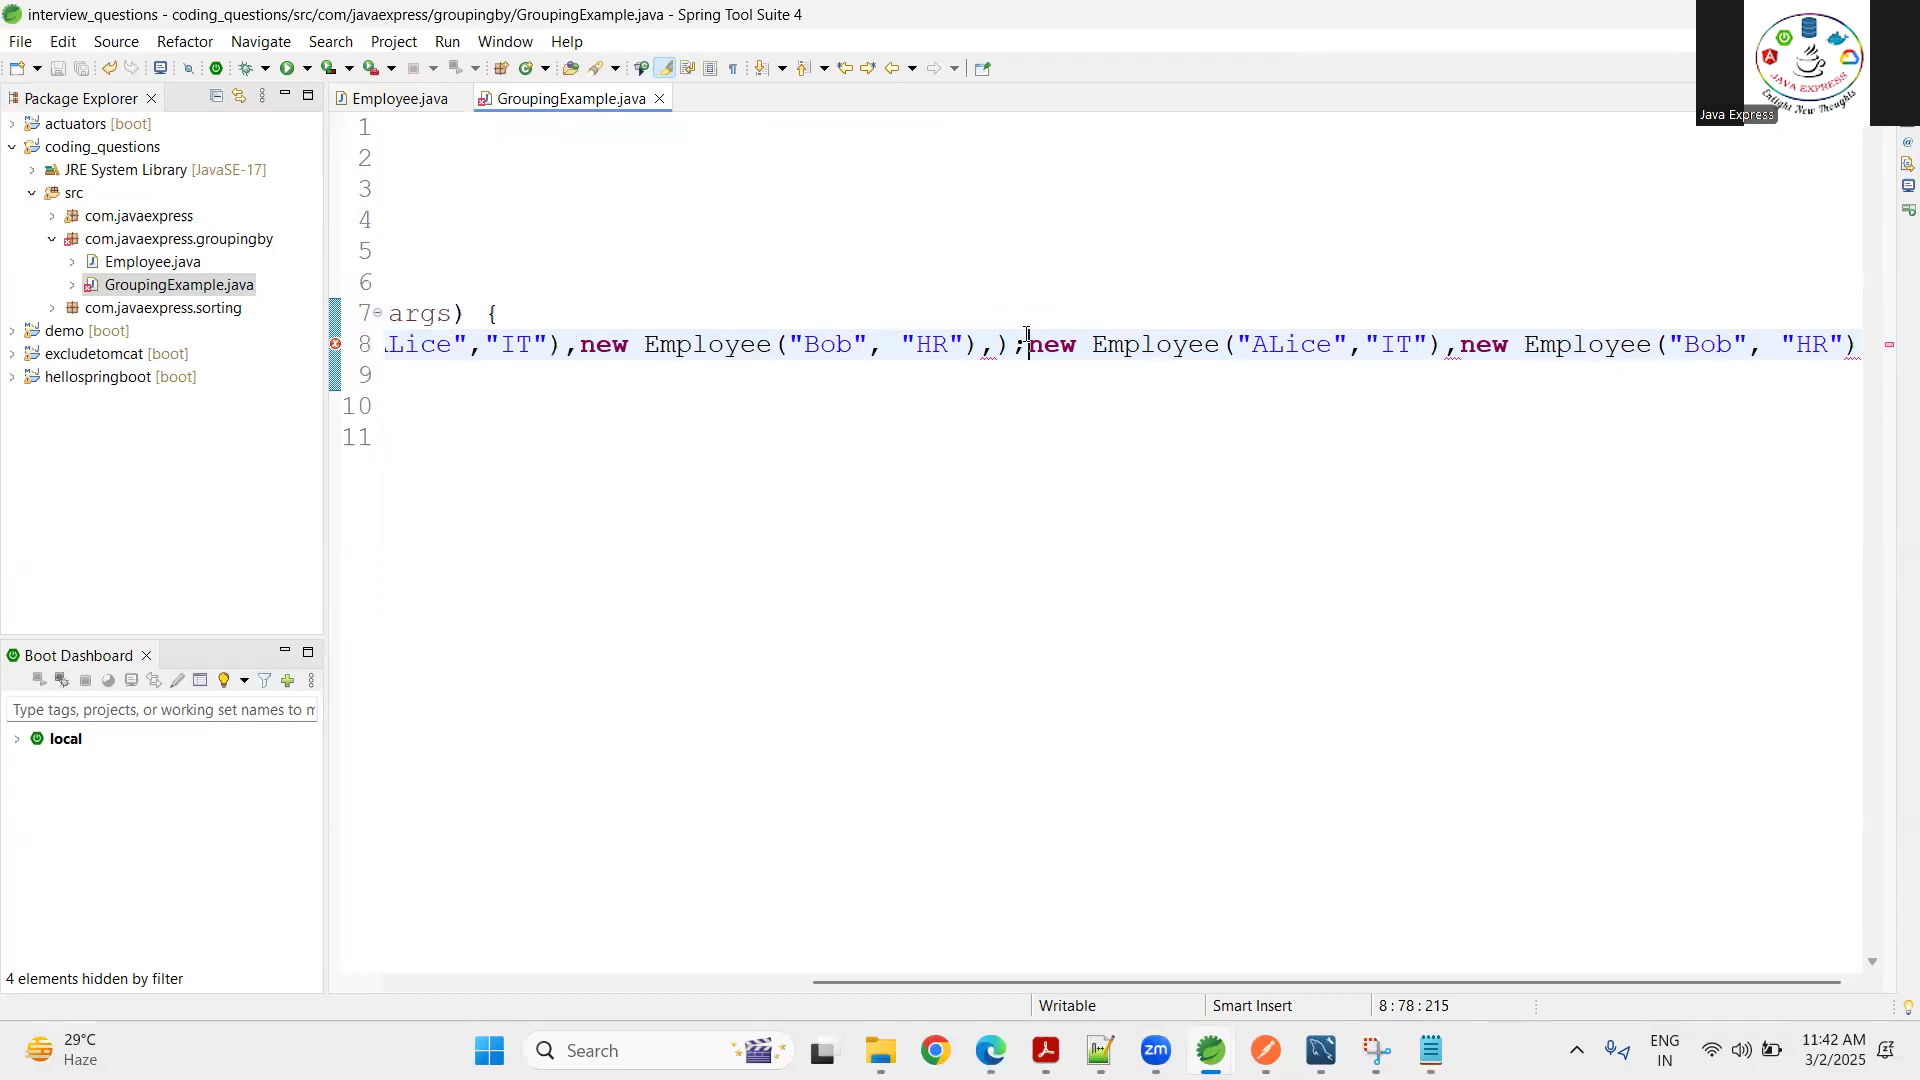 interview_questions - coding_questions/src/com/javaexpress/groupingby/GroupingExample.java - Spring Tool Suite 4
File Edit Source Refactor Navigate Search Project Run Window Help
JAVA EXPRESS
Enlight New Thoughts
Java Express
Package Explorer
Employee.java GroupingExample.java
actuators [boot]
coding_questions
JRE System Library [JavaSE-17]
src
com.javaexpress
com.javaexpress.groupingby
Employee.java
GroupingExample.java
com.javaexpress.sorting
demo [boot]
excludetomcat [boot]
hellospringboot [boot]
1
2
3
4
5
6
7 args) {
8 Lice","IT"),new Employee("Bob", "HR"),);new Employee("ALice","IT"),new Employee("Bob", "HR")
9
10
11
Boot Dashboard
Type tags, projects, or working set names to m
local
4 elements hidden by filter
Writable Smart Insert 8 : 78 : 215
29°C
Haze
Search
zm
ENG
IN
11:42 AM
3/2/2025